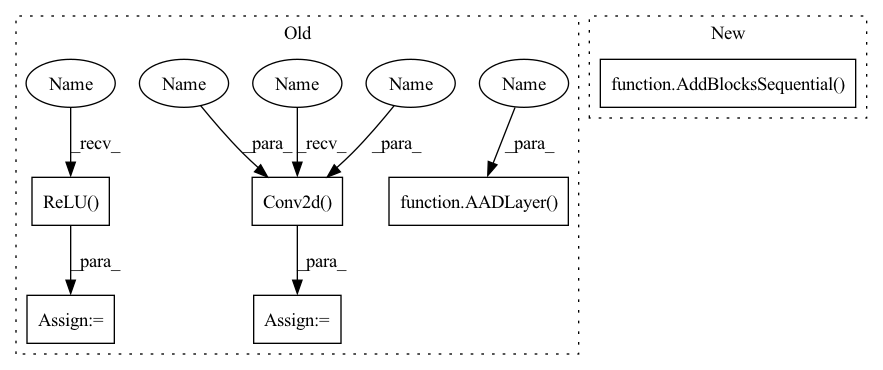 Old
New
Name
Name
Name
Name
Name
function.AddBlocksSequential()
_recv_
_para_
_recv_
_para_
_para_
ReLU()
Conv2d()
function.AADLayer()
_para_
_para_
Assign:=
Assign:=